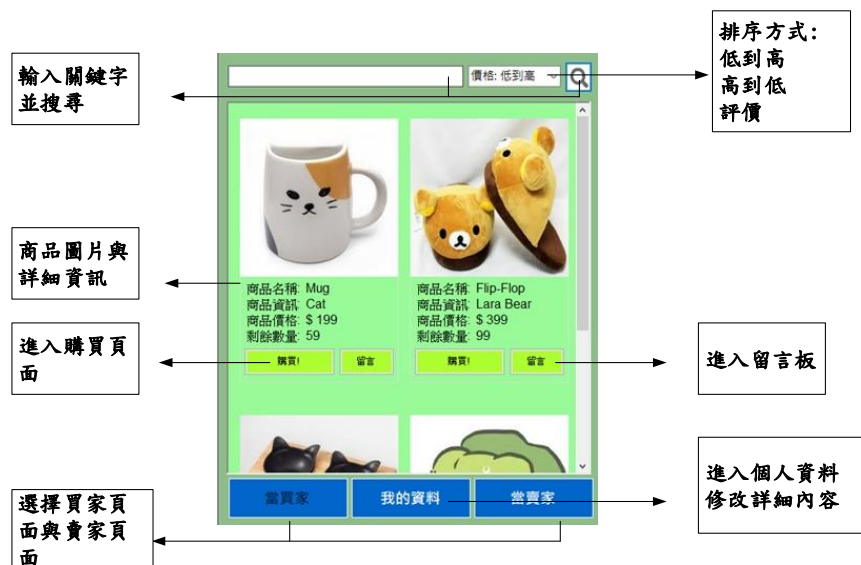 排序方式:
低到高
高到低
評價
輸入關鍵字
並搜尋
價格: 低到高
商品圖片與
詳細資訊
商品名稱: Mug
商品資訊: Cat
商品價格: $ 199
剩餘數量: 59
購買!
留言
商品名稱: Flip-Flop
商品資訊: Lara Bear
商品價格: $ 399
剩餘數量: 99
購買!
留言
進入購買頁
面
進入留言板
當買家
我的資料
當賣家
進入個人資料
修改詳細內容
選擇買家頁
面與賣家頁
面